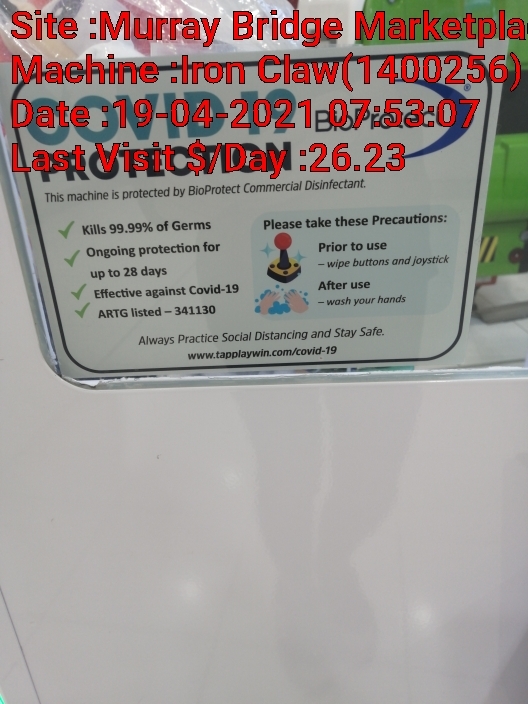 Site :Murray Bridge Marketpla
Machine :Iron Claw(1400256)
Date :19-04-2021 07:53:07
Last Visit $/Day :26.23
COVID-19
PROTECTION
BioProtect
®
This machine is protected by BioProtect Commercial Disinfectant.
Kills 99.99% of Germs
Ongoing protection for
up to 28 days
Effective against Covid-19
ARTG listed – 341130
Please take these Precautions:
Prior to use
– wipe buttons and joystick
After use
– wash your hands
Always Practice Social Distancing and Stay Safe.
www.tapplaywin.com/covid-19